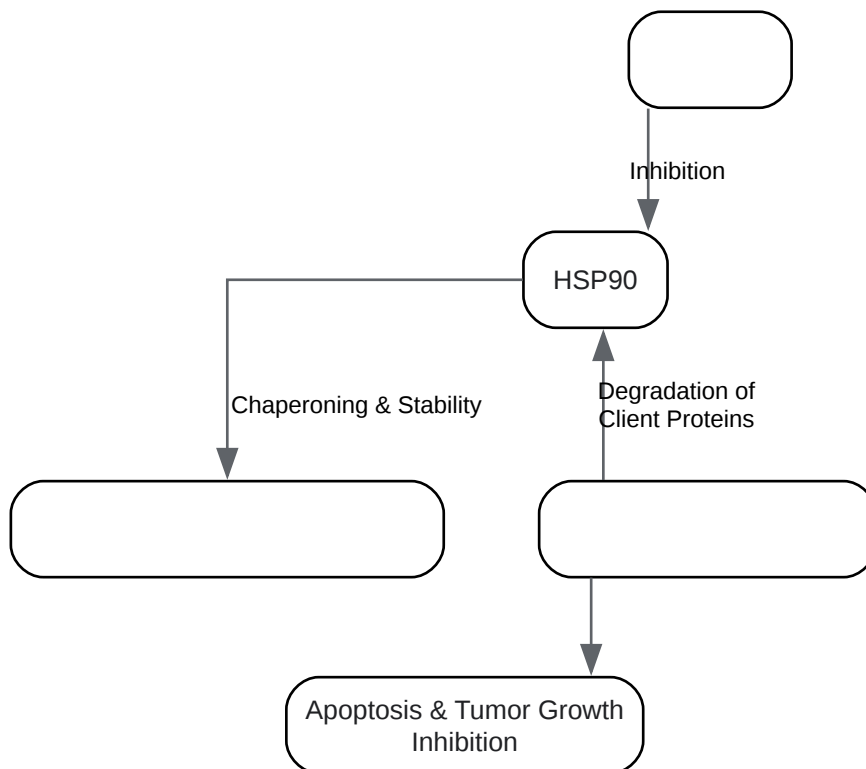 Inhibition
HSP90
Chaperoning & Stability
Degradation of
Client Proteins
Apoptosis & Tumor Growth
Inhibition